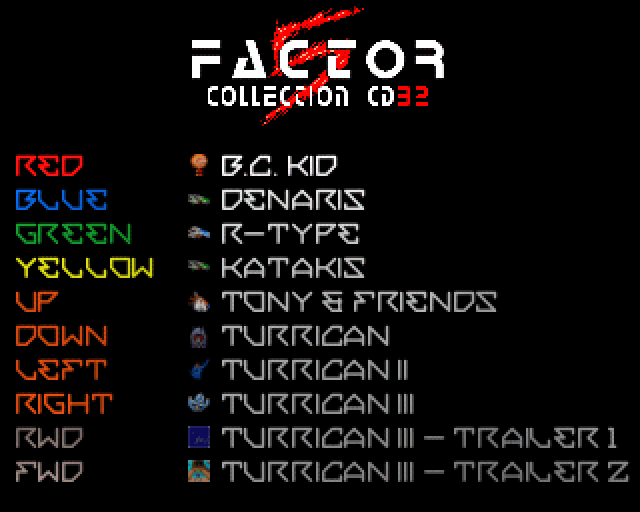 FACTOR 5
COLLECTION CD32
RED B.C. KID
BLUE DENARIS
GREEN R-TYPE
YELLOW KATAKIS
UP TONY & FRIENDS
DOWN TURRICAN
LEFT TURRICAN II
RIGHT TURRICAN III
RWD TURRICAN III - TRAILER 1
FWD TURRICAN III - TRAILER 2